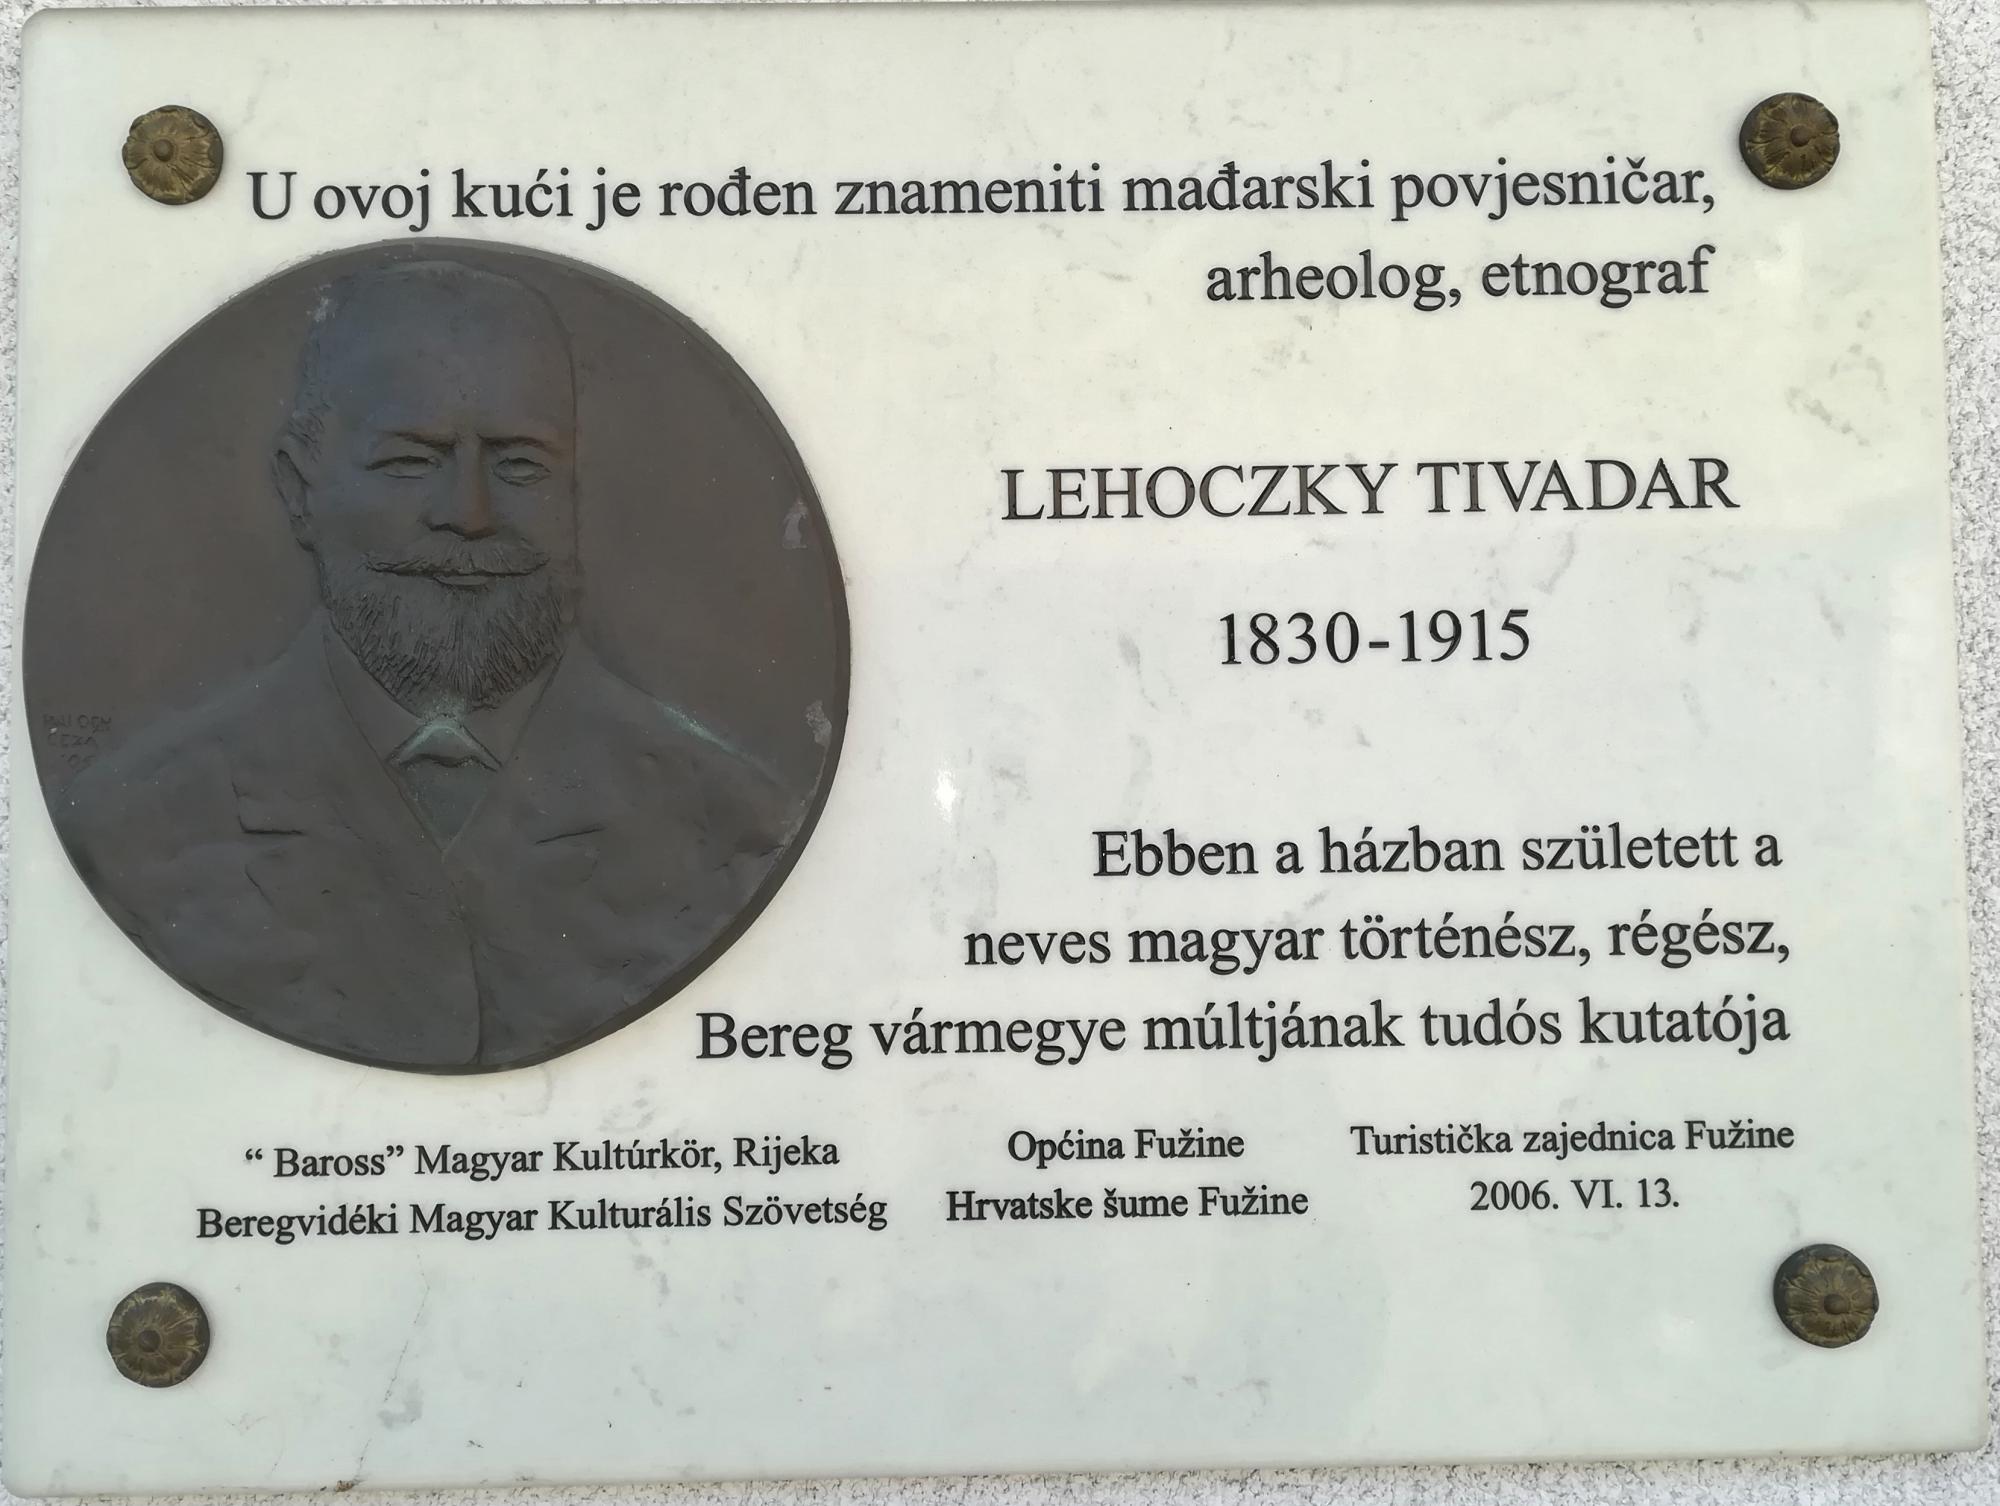 U ovoj kući je rođen znameniti mađarski povjesničar,
arheolog, etnograf
LEHOCZKY TIVADAR
1830-1915
Ebben a házban született a
neves magyar történész, régész,
Bereg vármegye múltjának tudós kutatója
“ Baross” Magyar Kultúrkör, Rijeka
Beregvidéki Magyar Kulturális Szövetség
Općina Fužine
Hrvatske šume Fužine
Turistička zajednica Fužine
2006. VI. 13.